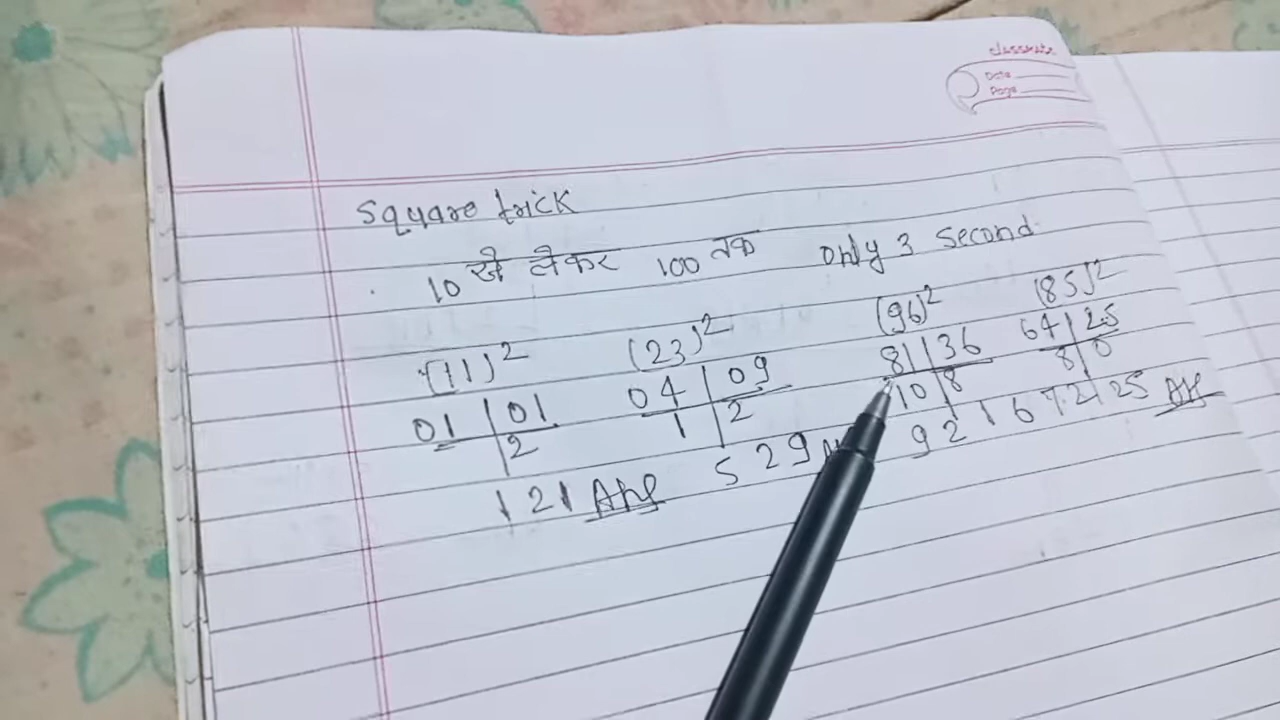 classmate
Date
Page
Square trick
10 से लेकर 100 तक only 3 second
(11)² (23)² (96)² (85)²
01|01 04|09 81|36 64|25
2 1|2 10|8 8|0
121 Ans 529 9216 7225 Ans